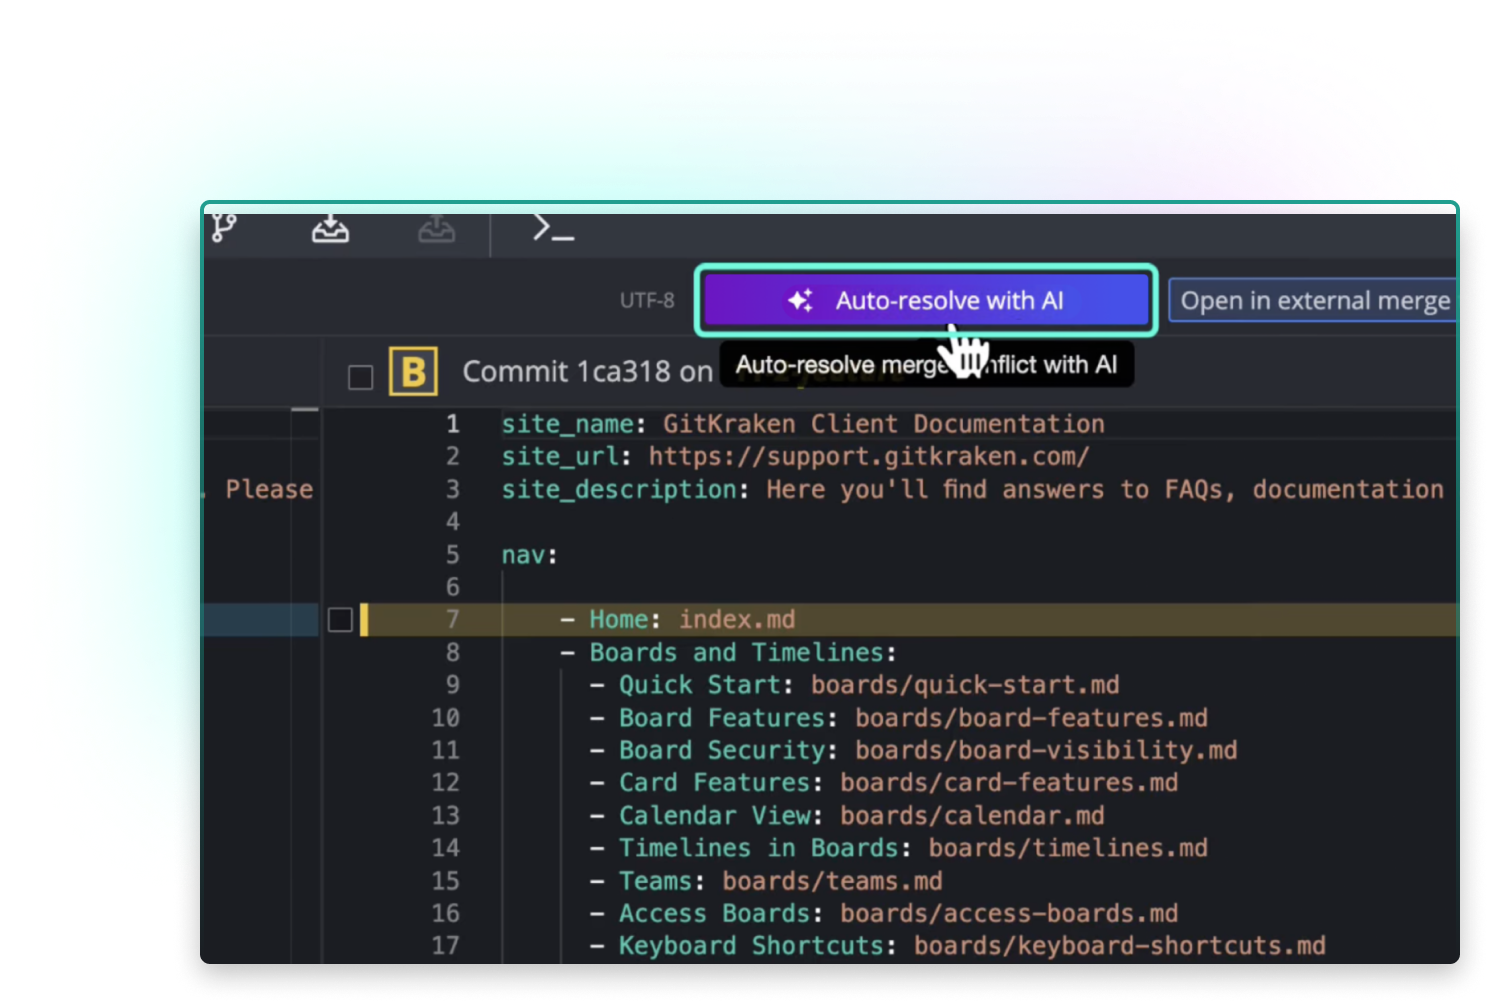 UTF-8
Auto-resolve with AI
Open in external merge
B
Commit 1ca318 on
Auto-resolve merge conflict with AI
. Please
1 site_name: GitKraken Client Documentation
2 site_url: https://support.gitkraken.com/
3 site_description: Here you'll find answers to FAQs, documentation
4
5 nav:
6
7 - Home: index.md
8 - Boards and Timelines:
9 - Quick Start: boards/quick-start.md
10 - Board Features: boards/board-features.md
11 - Board Security: boards/board-visibility.md
12 - Card Features: boards/card-features.md
13 - Calendar View: boards/calendar.md
14 - Timelines in Boards: boards/timelines.md
15 - Teams: boards/teams.md
16 - Access Boards: boards/access-boards.md
17 - Keyboard Shortcuts: boards/keyboard-shortcuts.md